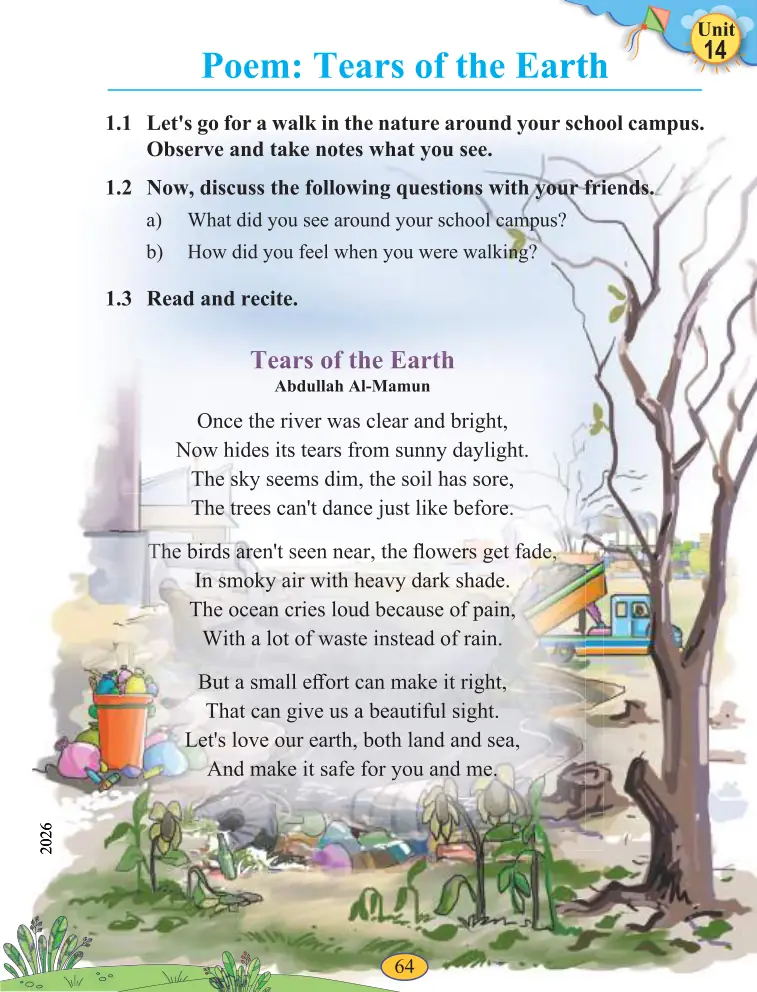 Unit
14
Poem: Tears of the Earth
1.1 Let's go for a walk in the nature around your school campus.
Observe and take notes what you see.
1.2 Now, discuss the following questions with your friends.
a) What did you see around your school campus?
b) How did you feel when you were walking?
1.3 Read and recite.
Tears of the Earth
Abdullah Al-Mamun
Once the river was clear and bright,
Now hides its tears from sunny daylight.
The sky seems dim, the soil has sore,
The trees can't dance just like before.
The birds aren't seen near, the flowers get fade,
In smoky air with heavy dark shade.
The ocean cries loud because of pain,
With a lot of waste instead of rain.
But a small effort can make it right,
That can give us a beautiful sight.
Let's love our earth, both land and sea,
And make it safe for you and me.
2026
64